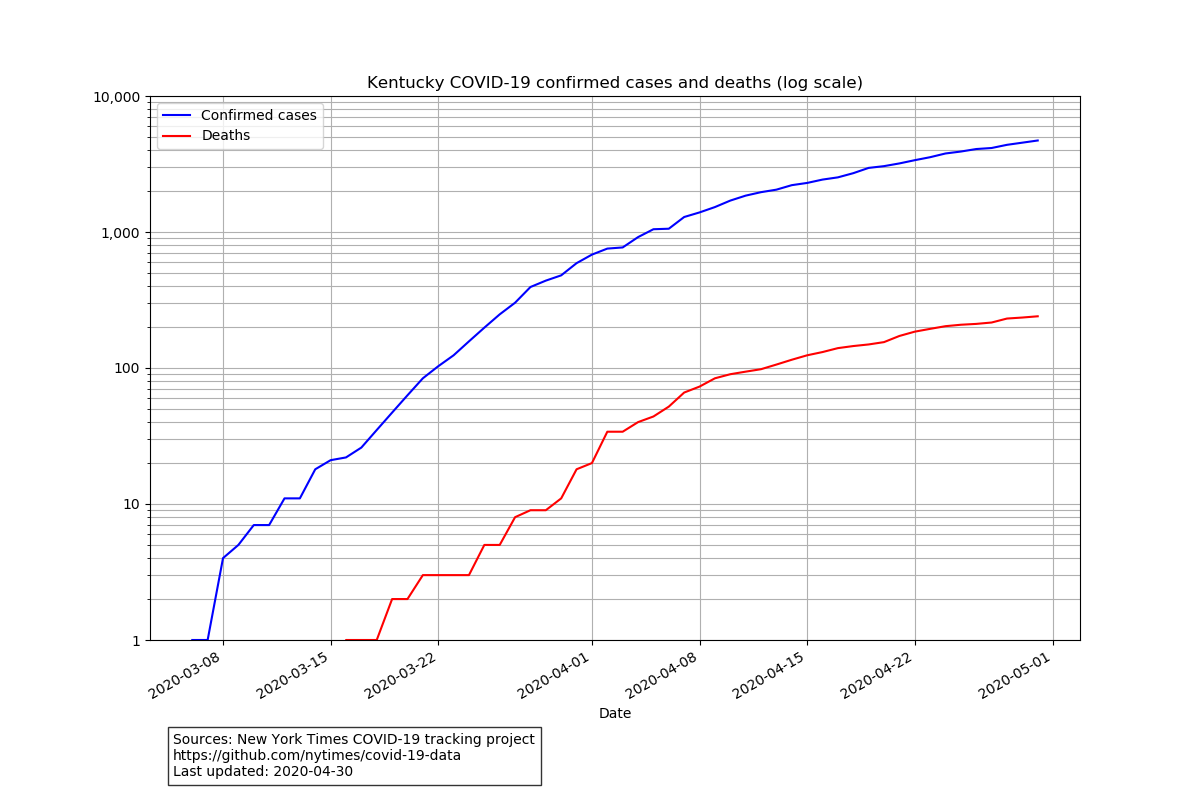 Kentucky COVID-19 confirmed cases and deaths (log scale)
10,000
Confirmed cases
Deaths
1,000
100
10
1
2020-03-08
2020-03-15
2020-03-22
2020-04-01
2020-04-08
2020-04-15
2020-04-22
2020-05-01
Date
Sources: New York Times COVID-19 tracking project
https://github.com/nytimes/covid-19-data
Last updated: 2020-04-30